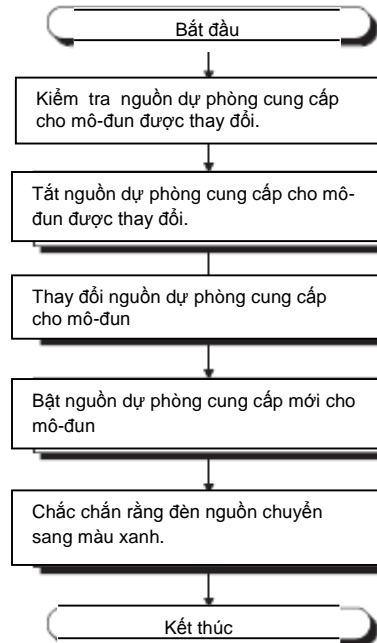 Bắt đầu
Kiểm tra nguồn dự phòng cung cấp
cho mô-đun được thay đổi.
Tắt nguồn dự phòng cung cấp cho mô-
đun được thay đổi.
Thay đổi nguồn dự phòng cung cấp
cho mô-đun
Bật nguồn dự phòng cung cấp mới cho
mô-đun
Chắc chắn rằng đèn nguồn chuyển
sang màu xanh.
Kết thúc